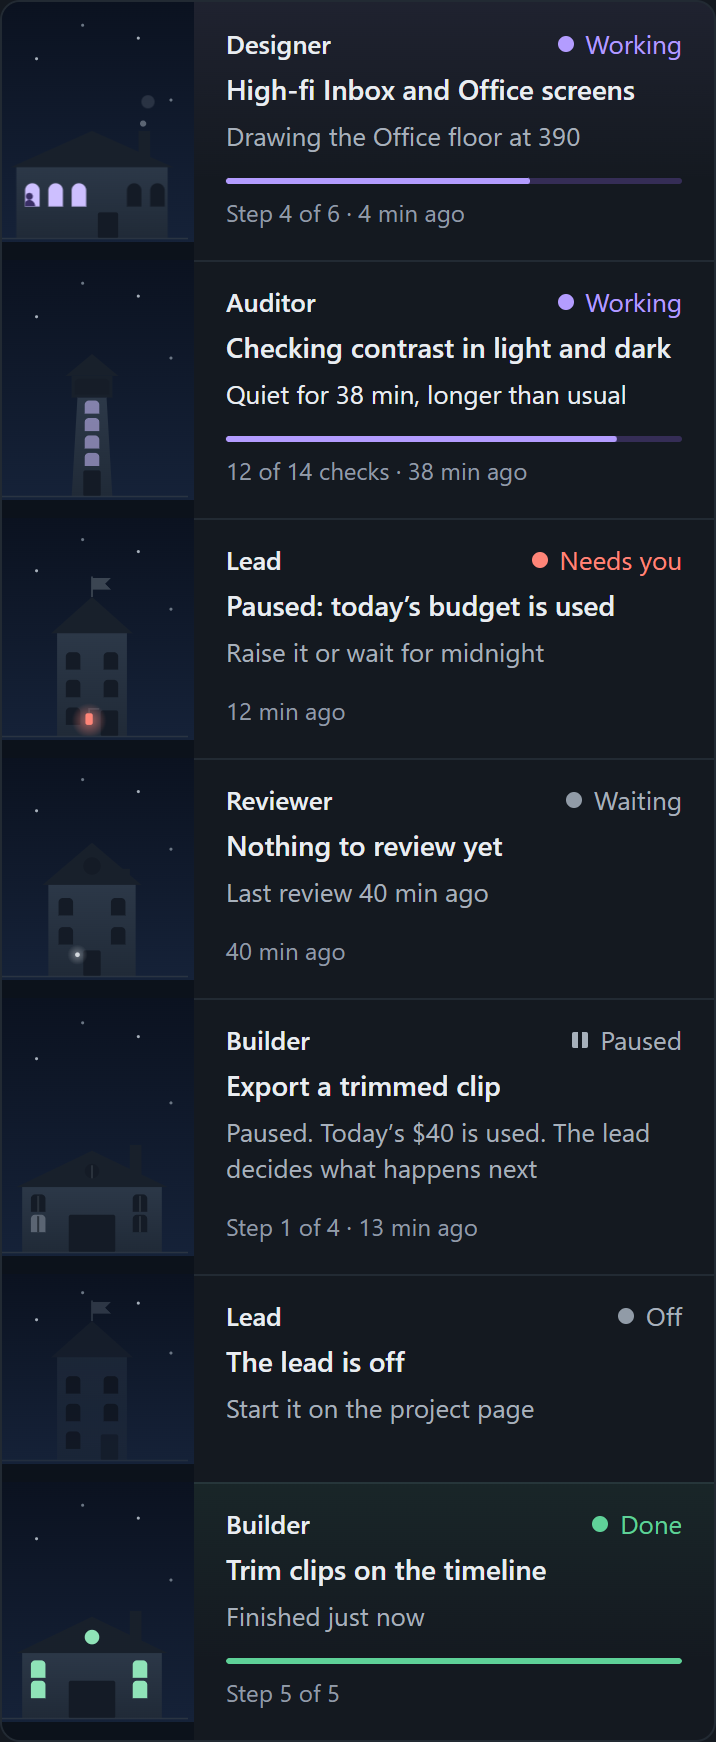 Designer
Working
High-fi Inbox and Office screens
Drawing the Office floor at 390
Step 4 of 6 · 4 min ago
Auditor
Working
Checking contrast in light and dark
Quiet for 38 min, longer than usual
12 of 14 checks · 38 min ago
Lead
Needs you
Paused: today’s budget is used
Raise it or wait for midnight
12 min ago
Reviewer
Waiting
Nothing to review yet
Last review 40 min ago
40 min ago
Builder
Paused
Export a trimmed clip
Paused. Today’s $40 is used. The lead
decides what happens next
Step 1 of 4 · 13 min ago
Lead
Off
The lead is off
Start it on the project page
Builder
Done
Trim clips on the timeline
Finished just now
Step 5 of 5